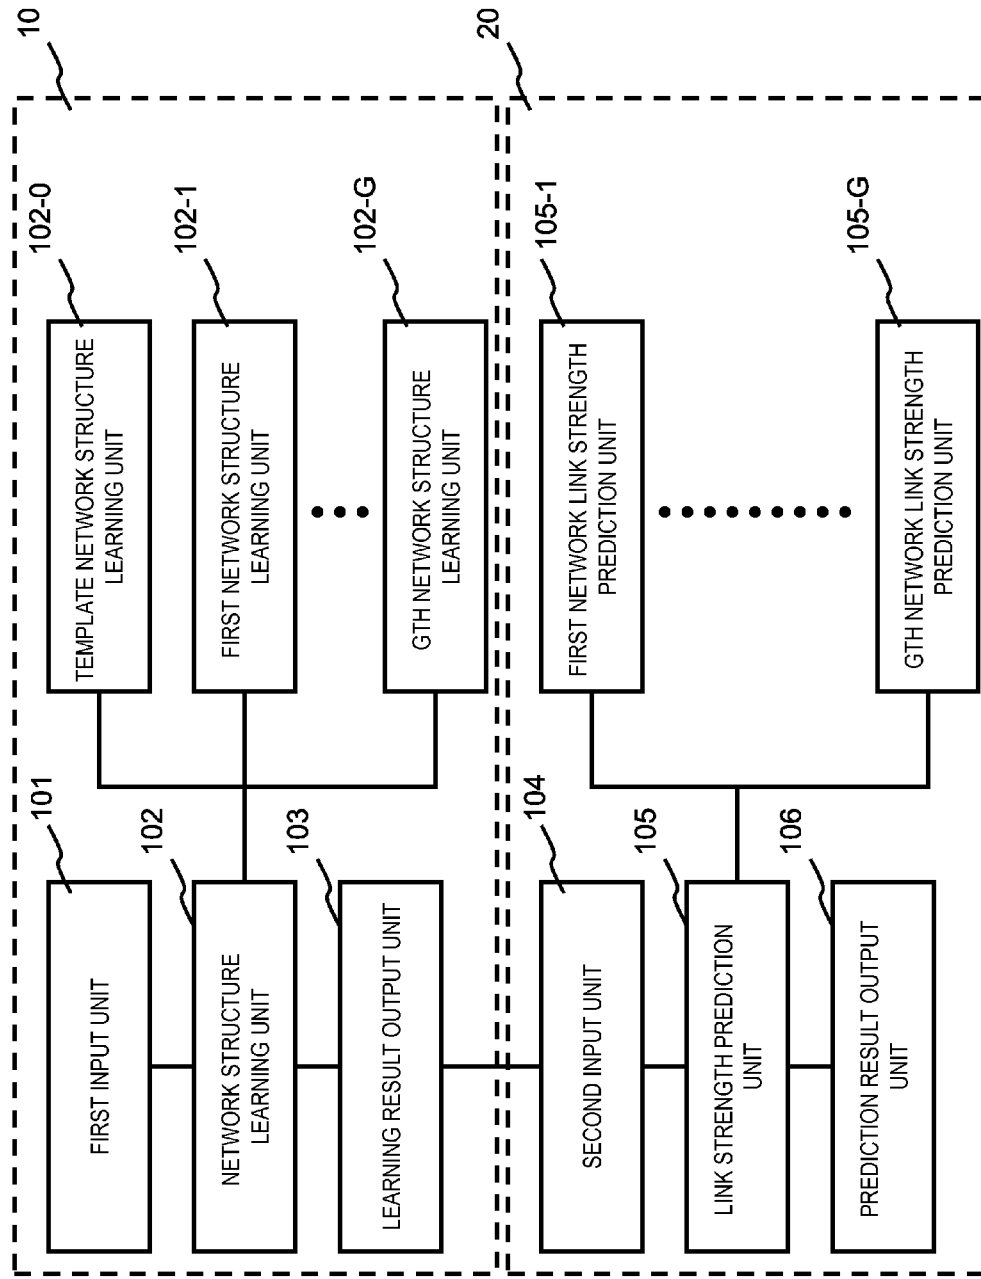 10
101
FIRST INPUT UNIT
102
NETWORK STRUCTURE
LEARNING UNIT
103
LEARNING RESULT OUTPUT UNIT
102-0
TEMPLATE NETWORK STRUCTURE
LEARNING UNIT
102-1
FIRST NETWORK STRUCTURE
LEARNING UNIT
102-G
GTH NETWORK STRUCTURE
LEARNING UNIT
20
104
SECOND INPUT UNIT
105
LINK STRENGTH PREDICTION
UNIT
106
PREDICTION RESULT OUTPUT
UNIT
105-1
FIRST NETWORK LINK STRENGTH
PREDICTION UNIT
105-G
GTH NETWORK LINK STRENGTH
PREDICTION UNIT